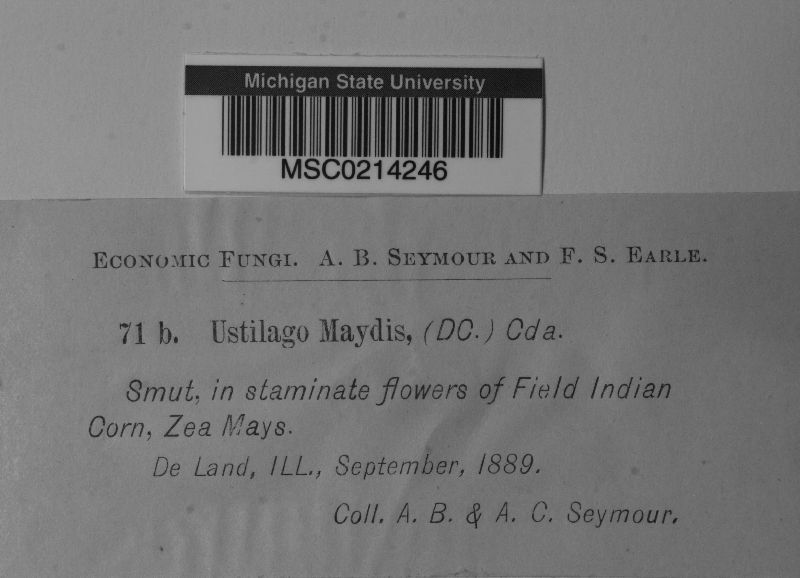 Michigan State University
MSC0214246
Economic Fungi. A. B. Seymour and F. S. Earle.
71 b. Ustilago Maydis, (DC.) Cda.
Smut, in staminate flowers of Field Indian
Corn, Zea Mays.
De Land, ILL., September, 1889.
Coll. A. B. & A. C. Seymour.